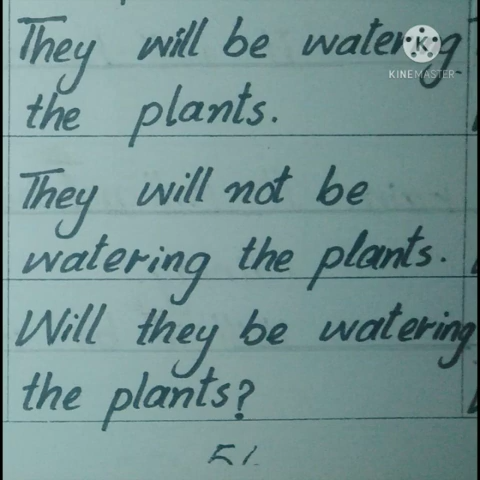 They will be watering
the plants.
They will not be
watering the plants.
Will they be watering
the plants?
KINEMASTER